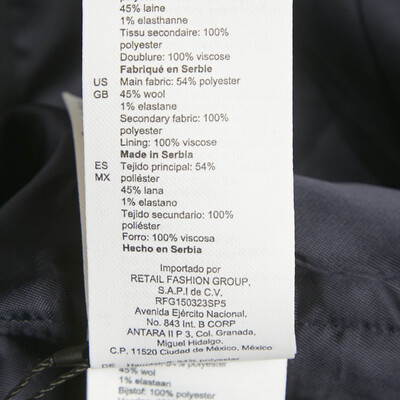 polyester
45% laine
1% elasthanne
Tissu secondaire: 100%
polyester
Doublure: 100% viscose
Fabriqué en Serbie
US Main fabric: 54% polyester
GB 45% wool
1% elastane
Secondary fabric: 100%
polyester
Lining: 100% viscose
Made in Serbia
ES Tejido principal: 54%
MX poliéster
45% lana
1% elastano
Tejido secundario: 100%
poliéster
Forro: 100% viscosa
Hecho en Serbia
Importado por
RETAIL FASHION GROUP,
S.A.P.I de C.V.
RFG150323SP5
Avenida Ejército Nacional,
No. 843 Int. B CORP
ANTARA II P 3, Col. Granada,
Miguel Hidalgo,
C.P. 11520 Ciudad de México, México
polyester
45% wol
1% elastaan
Bijstof: 100% polyester
100% viscose